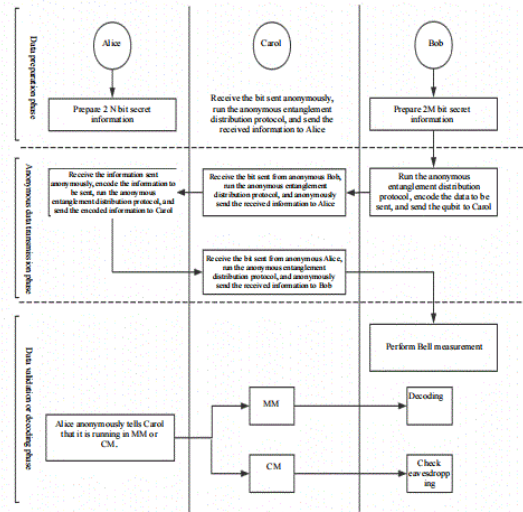 Data preparation phase
Alice
Carol
Bob
Prepare 2 N bit secret
information
Receive the bit sent anonymously,
run the anonymous entanglement
distribution protocol, and send the
received information to Alice
Prepare 2M bit secret
information
Anonymous data transmission phase
Receive the information sent
anonymously, encode the information to
be sent, run the anonymous
entanglement distribution protocol, and
send the encoded information to Carol
Receive the bit sent from anonymous Bob,
run the anonymous entanglement
distribution protocol, and anonymously
send the received information to Alice
Run the anonymous
entanglement distribution
protocol, encode the data to be
sent, and send the qubit to Carol
Receive the bit sent from anonymous Alice,
run the anonymous entanglement
distribution protocol, and anonymously
send the received information to Bob
Data validation or decoding phase
Perform Bell measurement
Alice anonymously tells Carol
that it is running in MM or
CM.
MM
Decoding
CM
Check
eavesdropp
ing